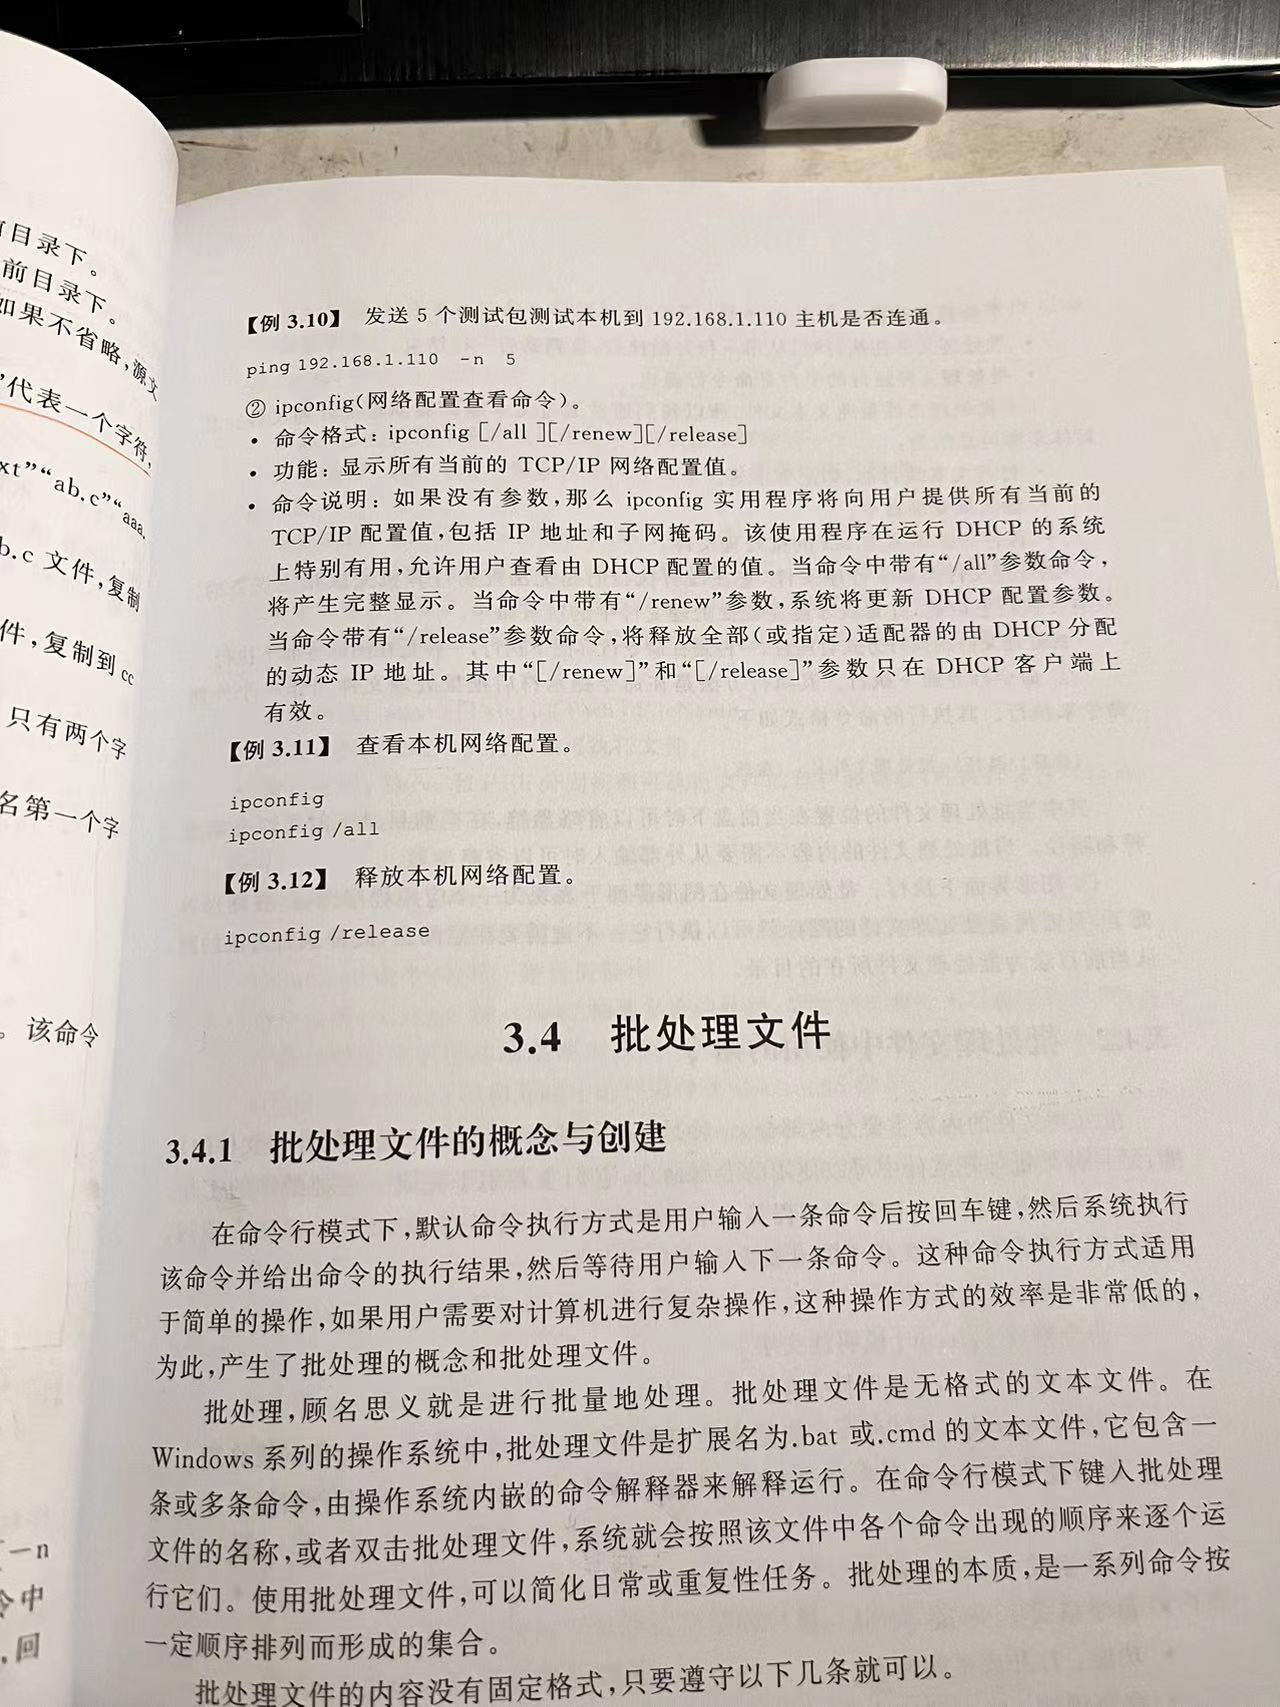 前目录下。
前目录下。
如果不省略,源文
”代表一个字符,
xt”“ab.c”“aaa.
b.c 文件,复制
件,复制到 cc
只有两个字
名第一个字
。该命令
一n
令中
,回
【例 3.10】 发送 5 个测试包测试本机到 192.168.1.110 主机是否连通。
ping 192.168.1.110 -n 5
② ipconfig(网络配置查看命令)。
• 命令格式: ipconfig [/all ][/renew][/release]
• 功能: 显示所有当前的 TCP/IP 网络配置值。
• 命令说明: 如果没有参数,那么 ipconfig 实用程序将向用户提供所有当前的
TCP/IP 配置值,包括 IP 地址和子网掩码。该使用程序在运行 DHCP 的系统
上特别有用,允许用户查看由 DHCP 配置的值。当命令中带有“/all”参数命令,
将产生完整显示。当命令中带有“/renew”参数,系统将更新 DHCP 配置参数。
当命令带有“/release”参数命令,将释放全部(或指定)适配器的由 DHCP 分配
的动态 IP 地址。其中“[/renew]”和“[/release]”参数只在 DHCP 客户端上
有效。
【例 3.11】 查看本机网络配置。
ipconfig
ipconfig /all
【例 3.12】 释放本机网络配置。
ipconfig /release
3.4 批处理文件
3.4.1 批处理文件的概念与创建
在命令行模式下,默认命令执行方式是用户输入一条命令后按回车键,然后系统执行
该命令并给出命令的执行结果,然后等待用户输入下一条命令。这种命令执行方式适用
于简单的操作,如果用户需要对计算机进行复杂操作,这种操作方式的效率是非常低的,
为此,产生了批处理的概念和批处理文件。
批处理,顾名思义就是进行批量地处理。批处理文件是无格式的文本文件。在
Windows 系列的操作系统中,批处理文件是扩展名为.bat 或.cmd 的文本文件,它包含一
条或多条命令,由操作系统内嵌的命令解释器来解释运行。在命令行模式下键入批处理
文件的名称,或者双击批处理文件,系统就会按照该文件中各个命令出现的顺序来逐个运
行它们。使用批处理文件,可以简化日常或重复性任务。批处理的本质,是一系列命令按
一定顺序排列而形成的集合。
批处理文件的内容没有固定格式,只要遵守以下几条就可以。